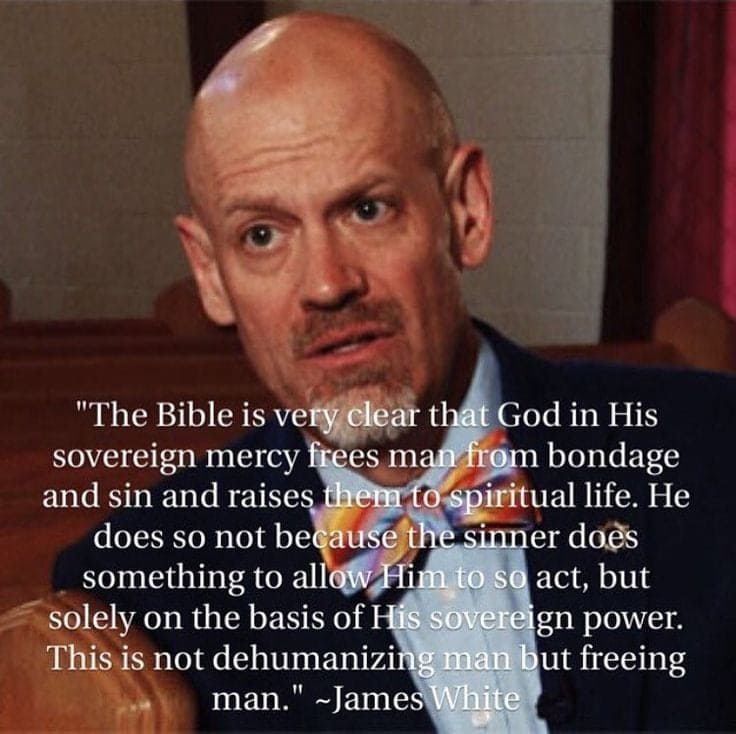 "The Bible is very clear that God in His
sovereign mercy frees man from bondage
and sin and raises them to spiritual life. He
does so not because the sinner does
something to allow Him to so act, but
solely on the basis of His sovereign power.
This is not dehumanizing man but freeing
man." ~James White